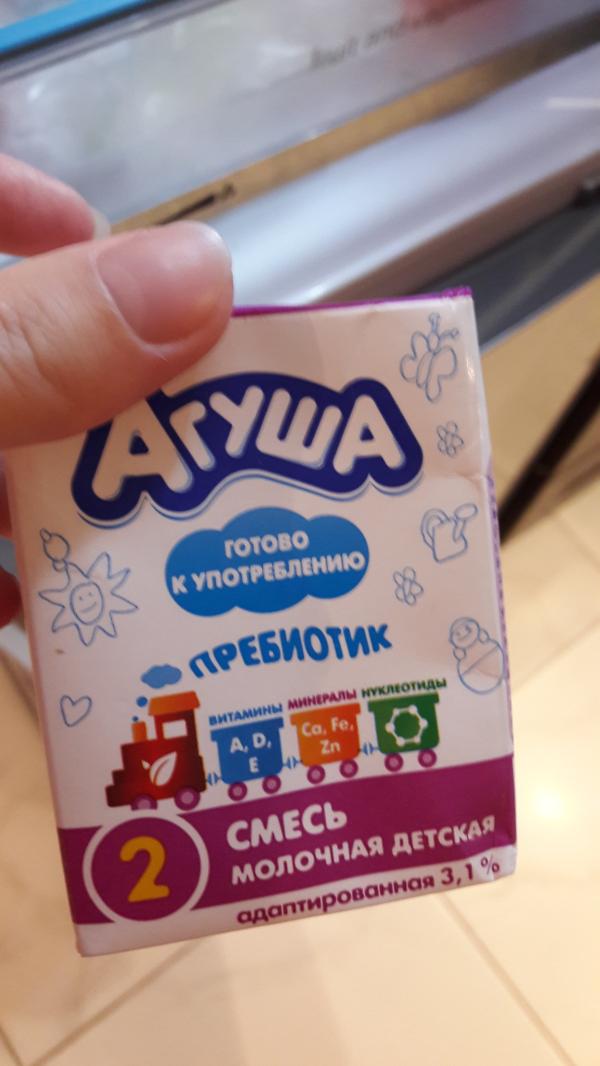 АГУША
ГОТОВО
К УПОТРЕБЛЕНИЮ
ПРЕБИОТИК
ВИТАМИНЫ МИНЕРАЛЫ НУКЛЕОТИДЫ
A, D,
E
Ca, Fe,
Zn
2
СМЕСЬ
МОЛОЧНАЯ ДЕТСКАЯ
адаптированная 3,1%